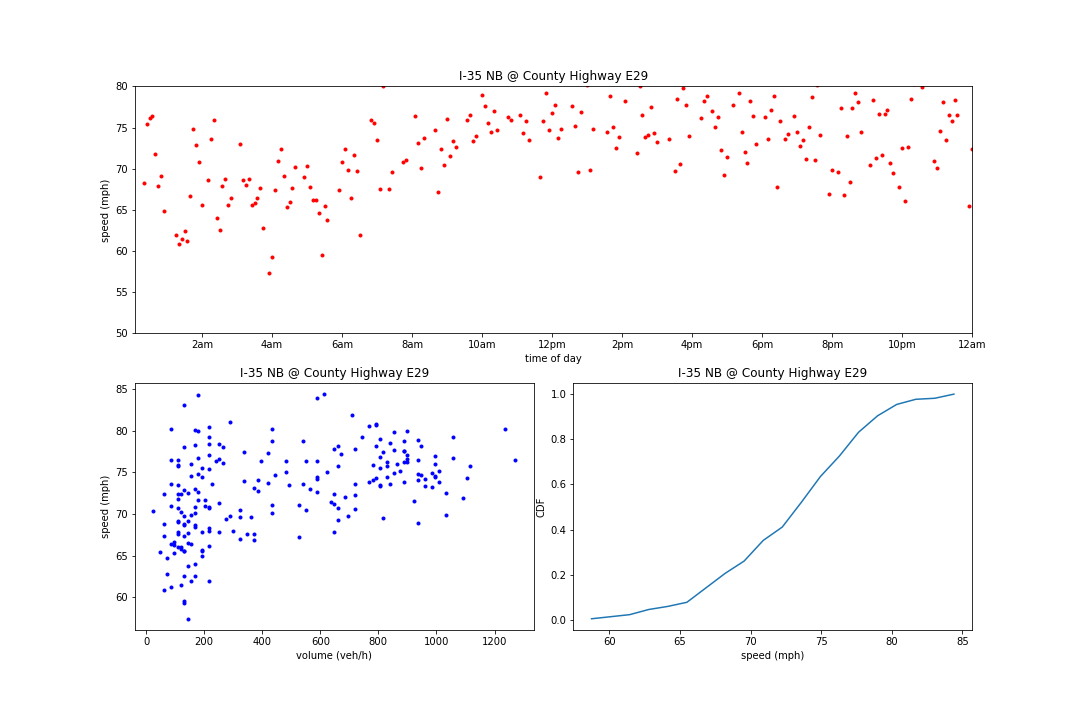 I-35 NB @ County Highway E29
80
75
70
65
60
55
50
speed (mph)
2am 4am 6am 8am 10am 12pm 2pm 4pm 6pm 8pm 10pm 12am
time of day
I-35 NB @ County Highway E29
85
80
75
70
65
60
speed (mph)
0 200 400 600 800 1000 1200
volume (veh/h)
I-35 NB @ County Highway E29
1.0
0.8
0.6
0.4
0.2
0.0
CDF
60 65 70 75 80 85
speed (mph)